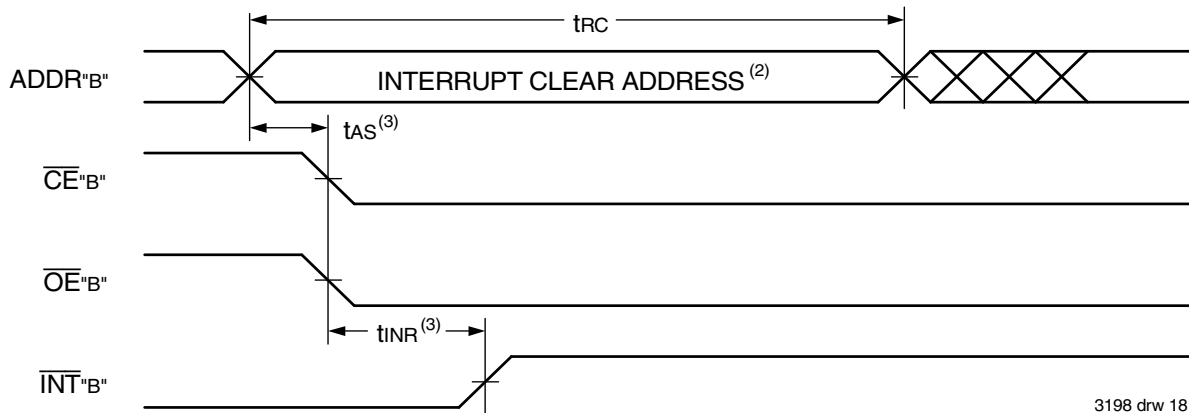 tRC
ADDR"B"
INTERRUPT CLEAR ADDRESS (2)
tAS(3)
CE"B"
OE"B"
tINR(3)
INT"B"
3198 drw 18